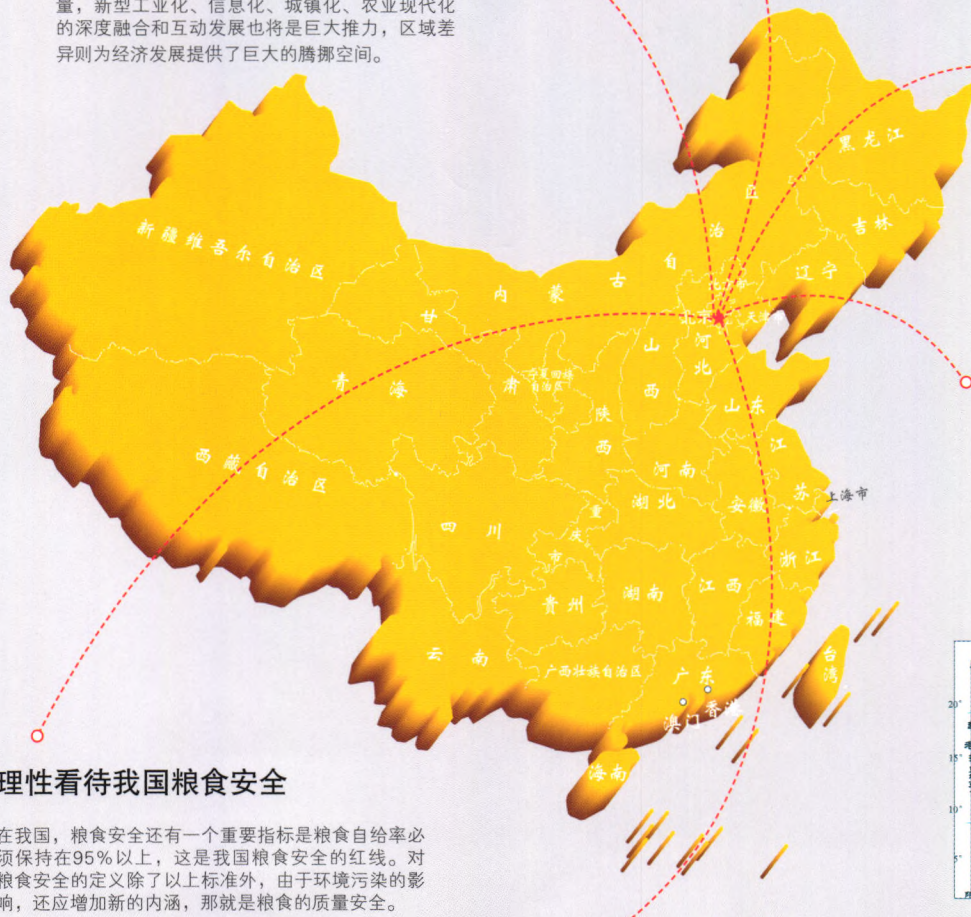 量，新型工业化、信息化、城镇化、农业现代化
的深度融合和互动发展也将是巨大推力，区域差
异则为经济发展提供了巨大的腾挪空间。
黑龙江
吉林
辽宁
新疆维吾尔自治区
内蒙古自治区
甘肃
北京
天津
河北
山西
宁夏回族
自治区
青海
陕西
山东
西藏自治区
河南
江苏
上海市
安徽
湖北
四川
重庆市
浙江
江西
湖南
贵州
福建
云南
广西壮族自治区
广东
台湾
澳门
香港
海南
20°
15°
10°
5°
理性看待我国粮食安全
在我国，粮食安全还有一个重要指标是粮食自给率必
须保持在95%以上，这是我国粮食安全的红线。对
粮食安全的定义除了以上标准外，由于环境污染的影
响，还应增加新的内涵，那就是粮食的质量安全。